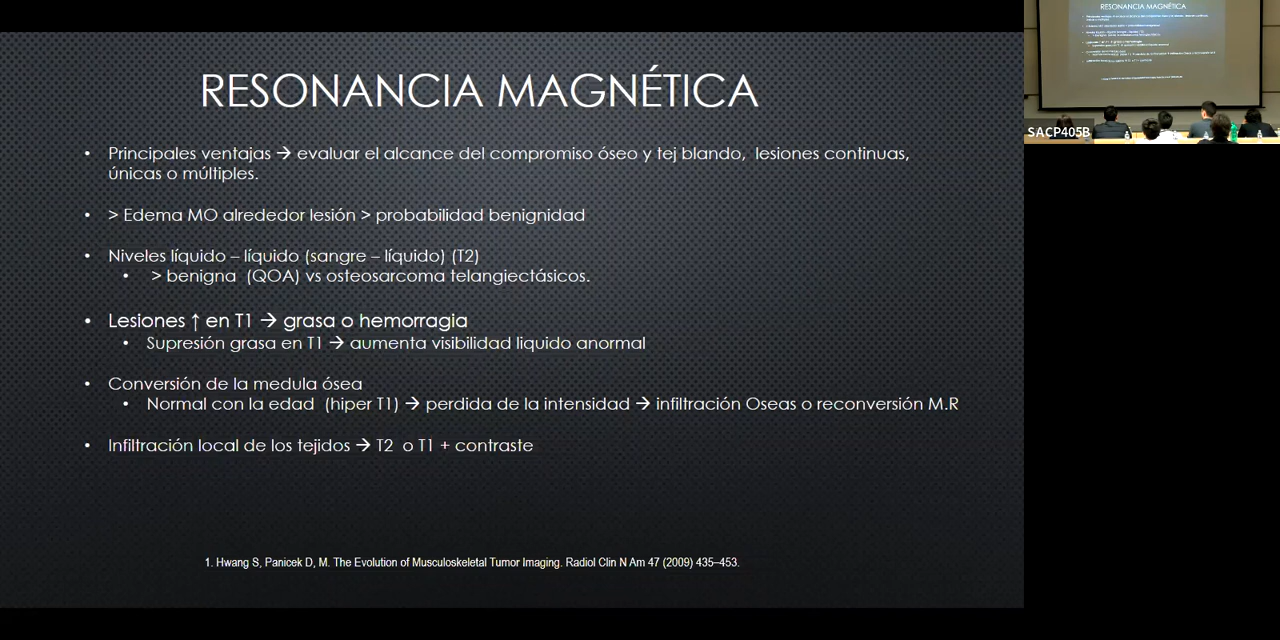 RESONANCIA MAGNÉTICA
• Principales ventajas → evaluar el alcance del compromiso óseo y tej blando, lesiones continuas,
únicas o múltiples.
• > Edema MO alrededor lesión > probabilidad benignidad
• Niveles líquido – líquido (sangre – líquido) (T2)
• > benigna (QOA) vs osteosarcoma telangiectásicos.
• Lesiones ↑ en T1 → grasa o hemorragia
• Supresión grasa en T1 → aumenta visibilidad liquido anormal
• Conversión de la medula ósea
• Normal con la edad (hiper T1) → perdida de la intensidad → infiltración Oseas o reconversión M.R
• Infiltración local de los tejidos → T2 o T1 + contraste
1. Hwang S, Panicek D, M. The Evolution of Musculoskeletal Tumor Imaging. Radiol Clin N Am 47 (2009) 435–453.
RESONANCIA MAGNÉTICA
SACP405B